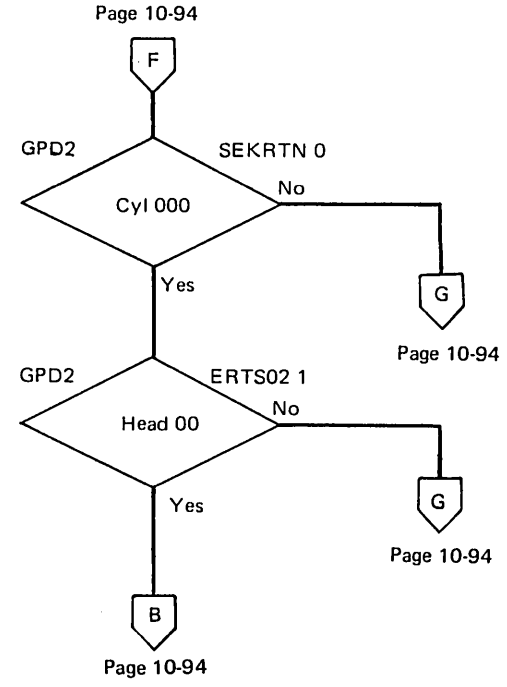 Page 10-94
F
GPD2
SEKRTN 0
Cyl 000
No
Yes
G
Page 10-94
GPD2
ERTS02 1
Head 00
No
Yes
G
Page 10-94
B
Page 10-94